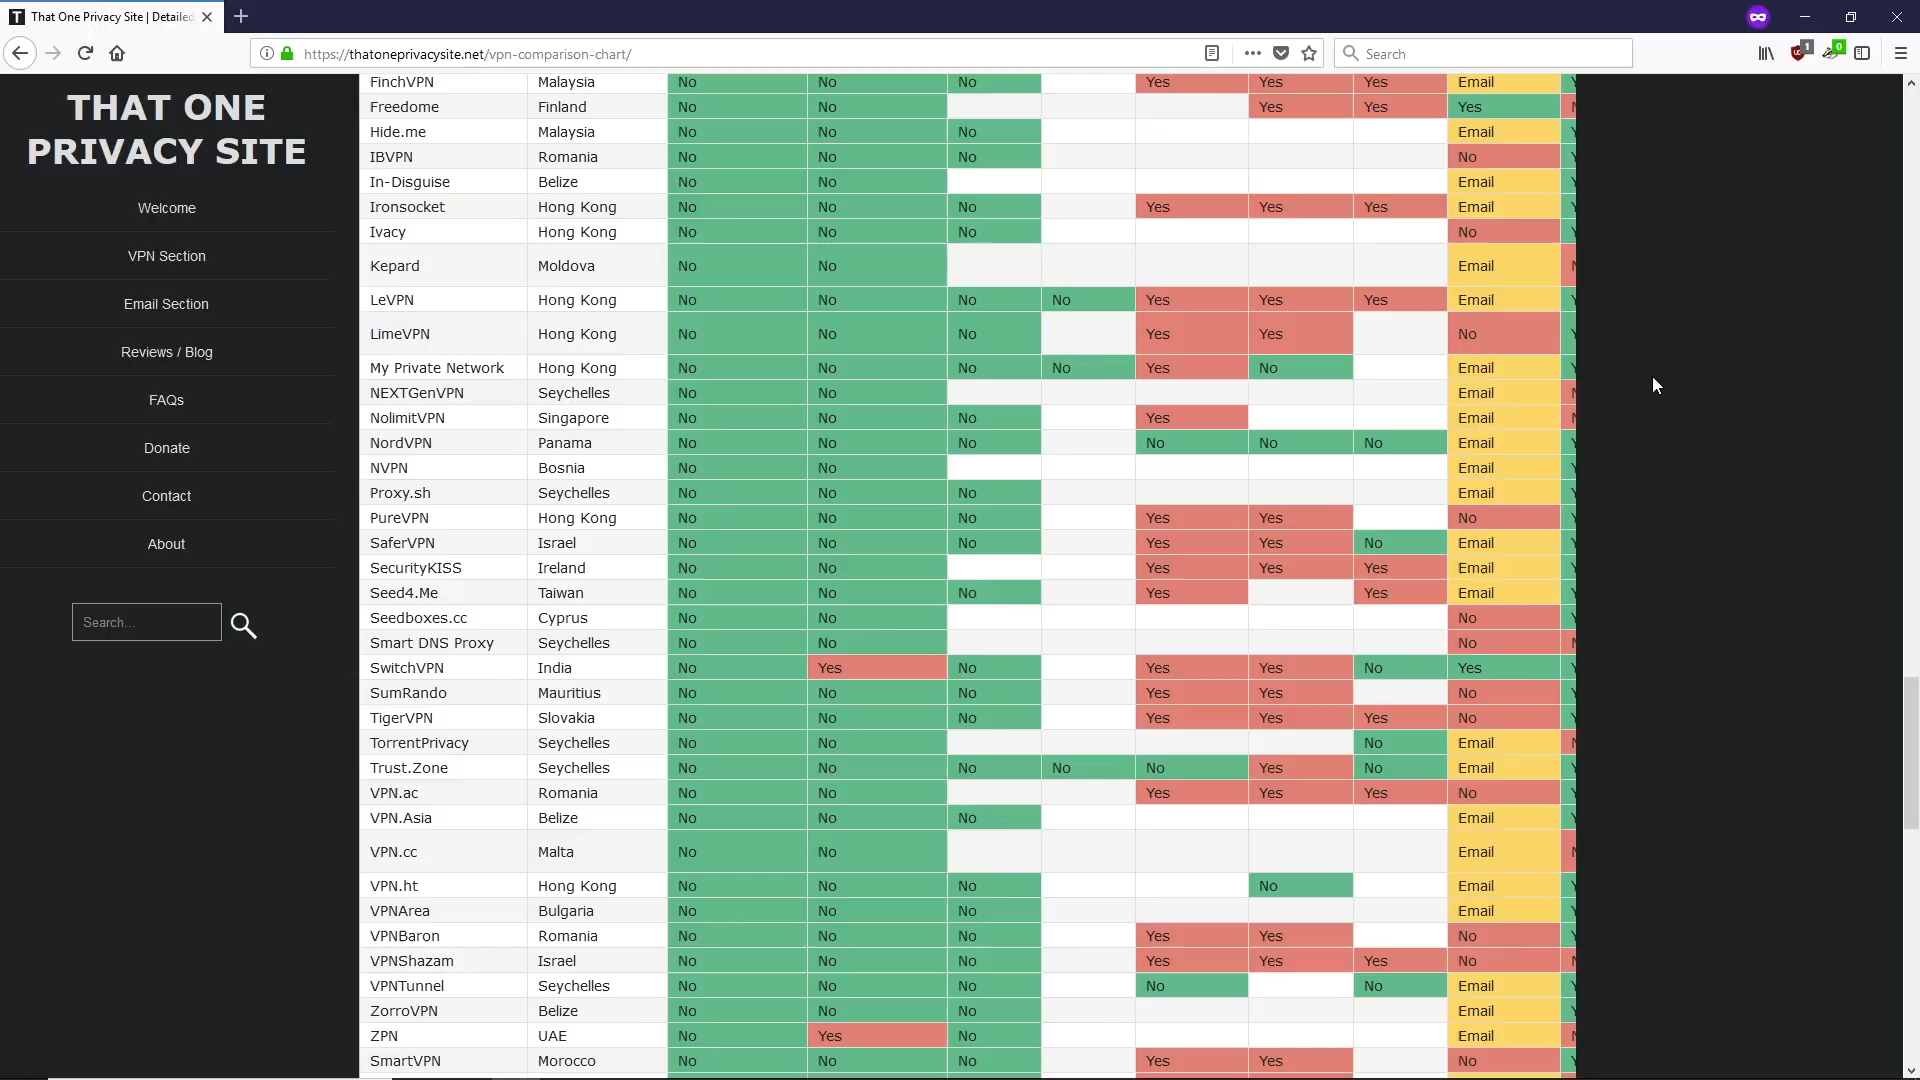 That One Privacy Site | Detailed
https://thatoneprivacysite.net/vpn-comparison-chart/
Search
1
0
THAT ONE
PRIVACY SITE
Welcome
VPN Section
Email Section
Reviews / Blog
FAQs
Donate
Contact
About
Search...
FinchVPN Malaysia No No No Yes Yes Yes Email
Freedome Finland No No Yes Yes Yes
Hide.me Malaysia No No No Email
IBVPN Romania No No No No
In-Disguise Belize No No Email
Ironsocket Hong Kong No No No Yes Yes Yes Email
Ivacy Hong Kong No No No No
Kepard Moldova No No Email
LeVPN Hong Kong No No No No Yes Yes Yes Email
LimeVPN Hong Kong No No No Yes Yes No
My Private Network Hong Kong No No No No Yes No Email
NEXTGenVPN Seychelles No No Email
NolimitVPN Singapore No No No Yes Email
NordVPN Panama No No No No No No Email
NVPN Bosnia No No Email
Proxy.sh Seychelles No No No Email
PureVPN Hong Kong No No No Yes Yes No
SaferVPN Israel No No No Yes Yes No Email
SecurityKISS Ireland No No Yes Yes Yes Email
Seed4.Me Taiwan No No No Yes Yes Email
Seedboxes.cc Cyprus No No No
Smart DNS Proxy Seychelles No No No
SwitchVPN India No Yes No Yes Yes No Yes
SumRando Mauritius No No No Yes Yes No
TigerVPN Slovakia No No No Yes Yes Yes No
TorrentPrivacy Seychelles No No No Email
Trust.Zone Seychelles No No No No No Yes No Email
VPN.ac Romania No No Yes Yes Yes No
VPN.Asia Belize No No No Email
VPN.cc Malta No No Email
VPN.ht Hong Kong No No No No Email
VPNArea Bulgaria No No No Email
VPNBaron Romania No No No Yes Yes No
VPNShazam Israel No No No Yes Yes Yes No
VPNTunnel Seychelles No No No No No Email
ZorroVPN Belize No No No Email
ZPN UAE No Yes No Email
SmartVPN Morocco No No No Yes Yes No